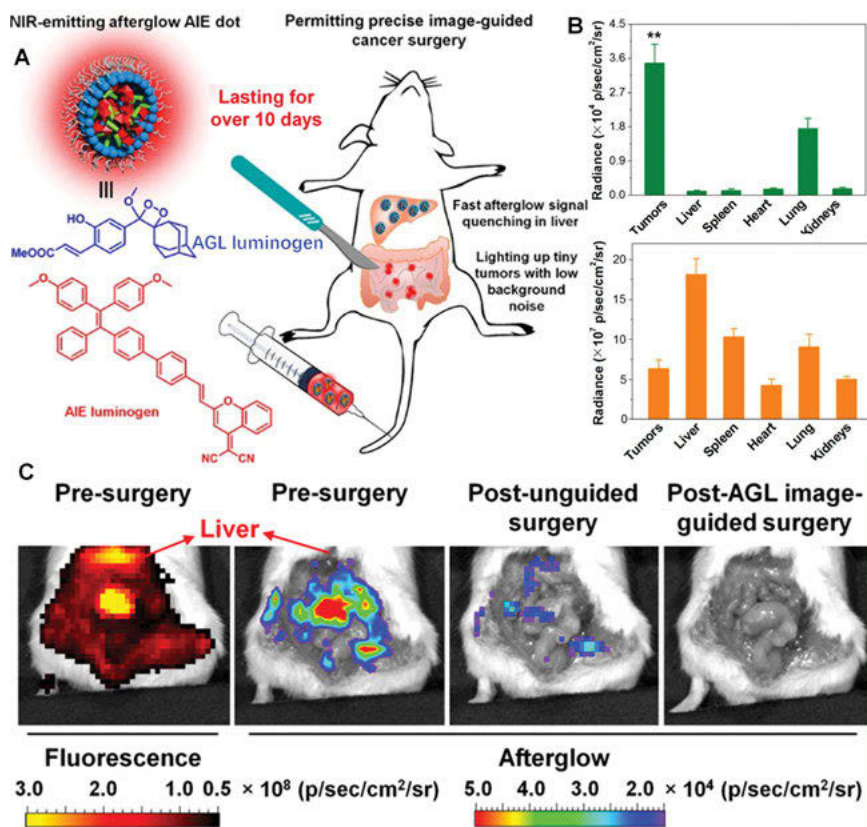 NIR-emitting afterglow AIE dot
A
Lasting for
over 10 days
Permitting precise image-guided
cancer surgery
OH
O
O-O
O
MeOOC
AGL luminogen
O
O
AIE luminogen
O
NC
CN
Fast afterglow signal
quenching in liver
Lighting up tiny
tumors with low
background
noise
B
Radiance (×10⁴ p/sec/cm²/sr)
4.5
3.6
2.7
1.8
0.9
0.0
**
Tumors
Liver
Spleen
Heart
Lung
Kidneys
Radiance (×10⁷ p/sec/cm²/sr)
20
15
10
5
0
Tumors
Liver
Spleen
Heart
Lung
Kidneys
C
Pre-surgery
Pre-surgery
Post-unguided
surgery
Post-AGL image-
guided surgery
Liver
Fluorescence
3.0 2.0 1.0 0.5 × 10⁸ (p/sec/cm²/sr)
Afterglow
5.0 4.0 3.0 2.0 × 10⁴ (p/sec/cm²/sr)